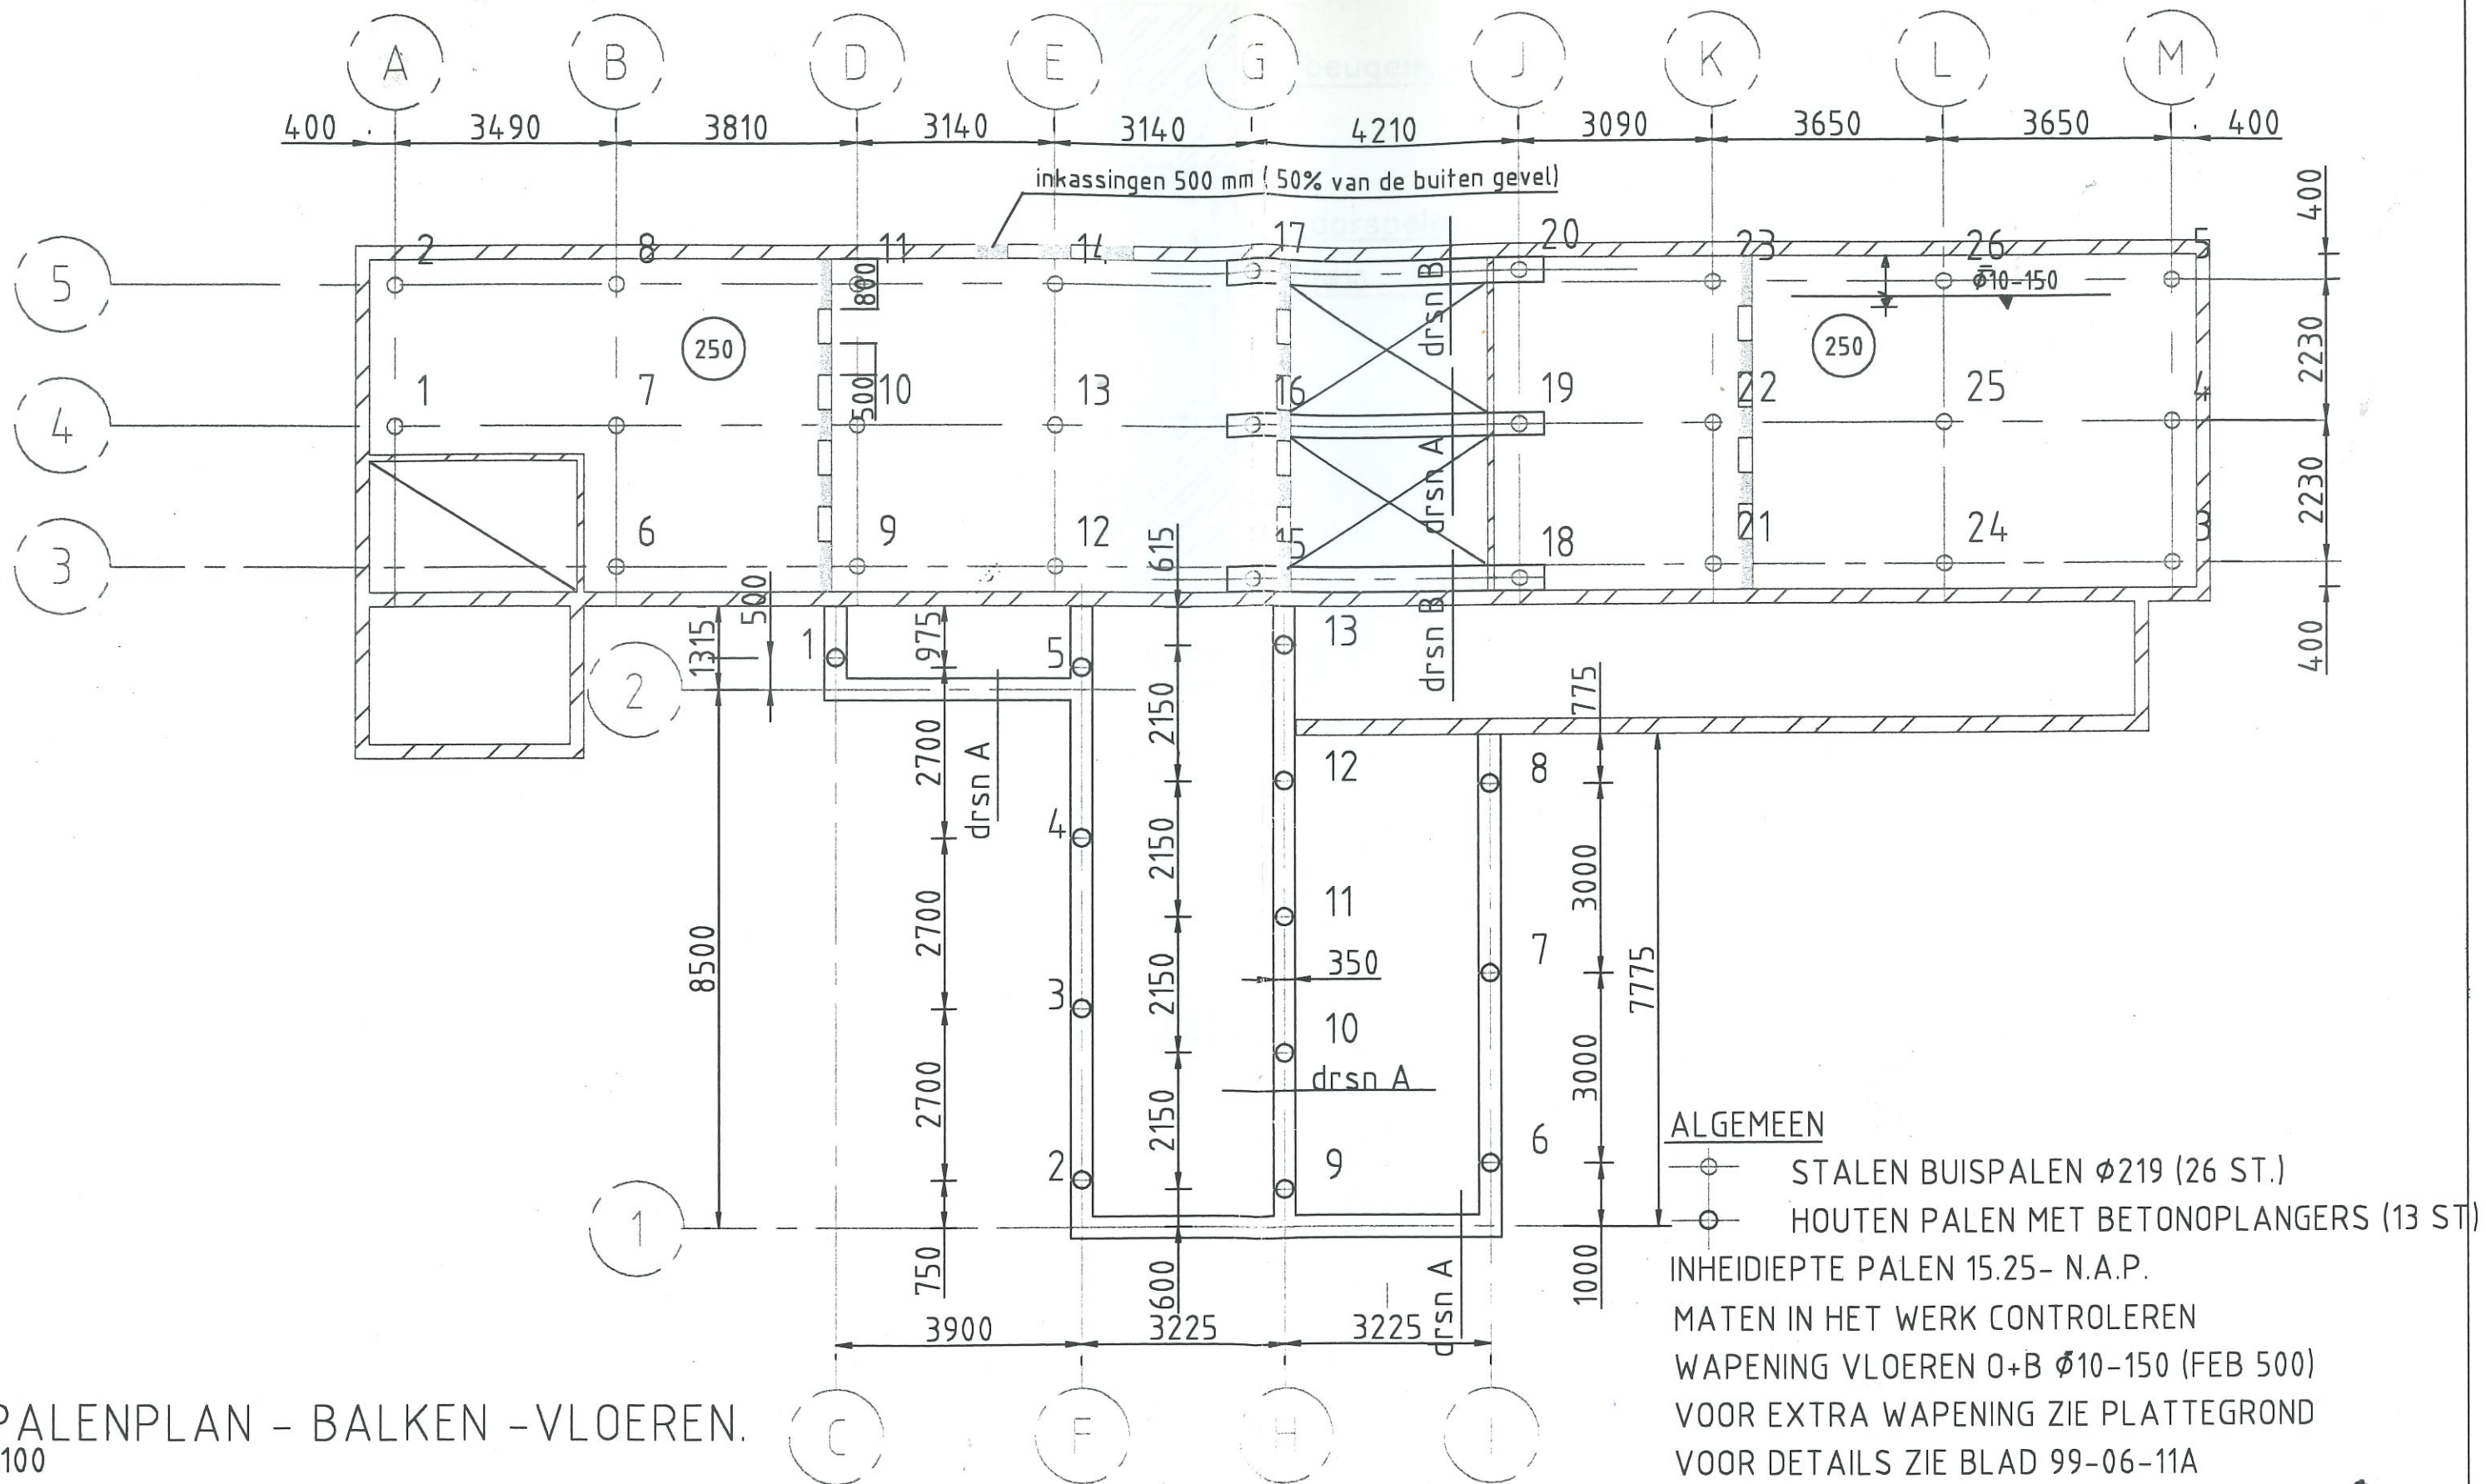 A B D E G J K L M
400 3490 3810 3140 3140 4210 3090 3650 3650 400
inkassingen 500 mm ( 50% van de buiten gevel)
400
2 8 11 14 17 20 23 26 5
5
800
drsn B
Φ10-150
250
250
2230
1 7 10 13 16 19 22 25 4
4
500
drsn A
2230
6 9 12 15 18 21 24 3
3
615
500
1315
975
1
5
13
drsn B
400
2
775
2150
2700
drsn A
12
8
4
2150
3000
2700
11
8500
350
7
7775
2150
3
10
drsn A
3000
2700
2150
2
9
6
1
750
600
drsn A
1000
3900 3225 3225
C F H I
ALGEMEEN
STALEN BUISPALEN ϕ219 (26 ST.)
HOUTEN PALEN MET BETONOPLANGERS (13 ST)
INHEIDIEPTE PALEN 15.25- N.A.P.
MATEN IN HET WERK CONTROLEREN
WAPENING VLOEREN O+B Φ10-150 (FEB 500)
VOOR EXTRA WAPENING ZIE PLATTEGROND
VOOR DETAILS ZIE BLAD 99-06-11A
PALENPLAN - BALKEN -VLOEREN.
100